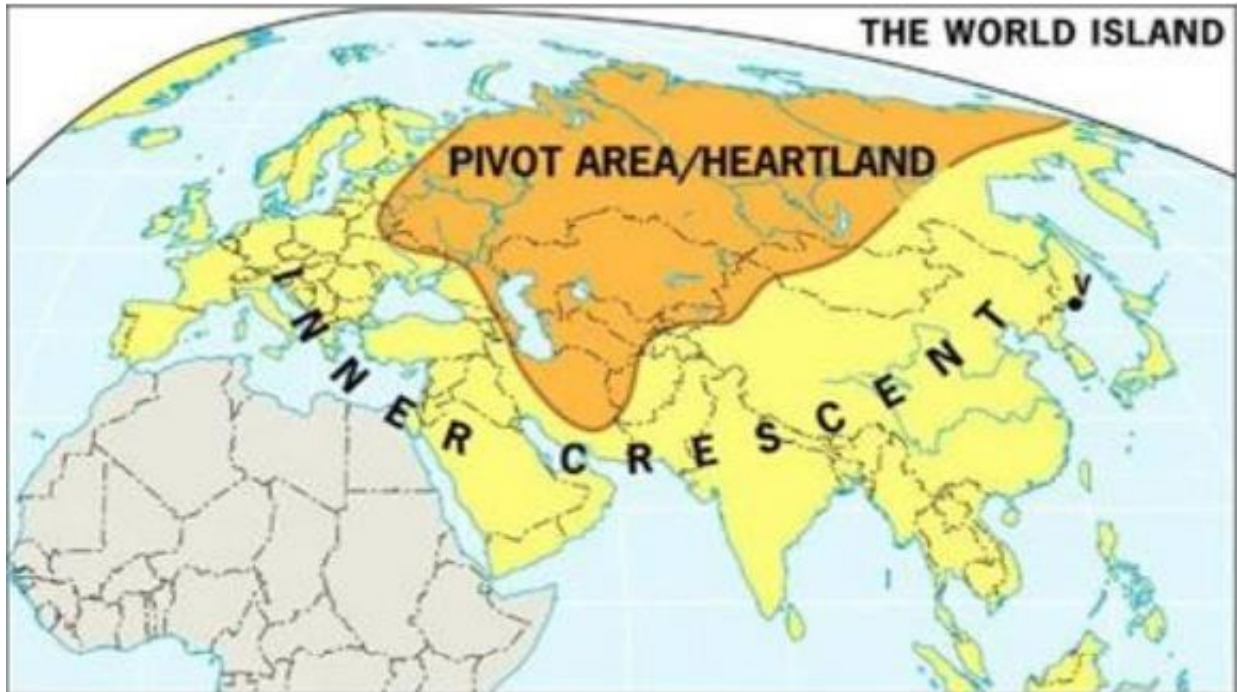 THE WORLD ISLAND
PIVOT AREA/HEARTLAND
INNER CRESCENT
V